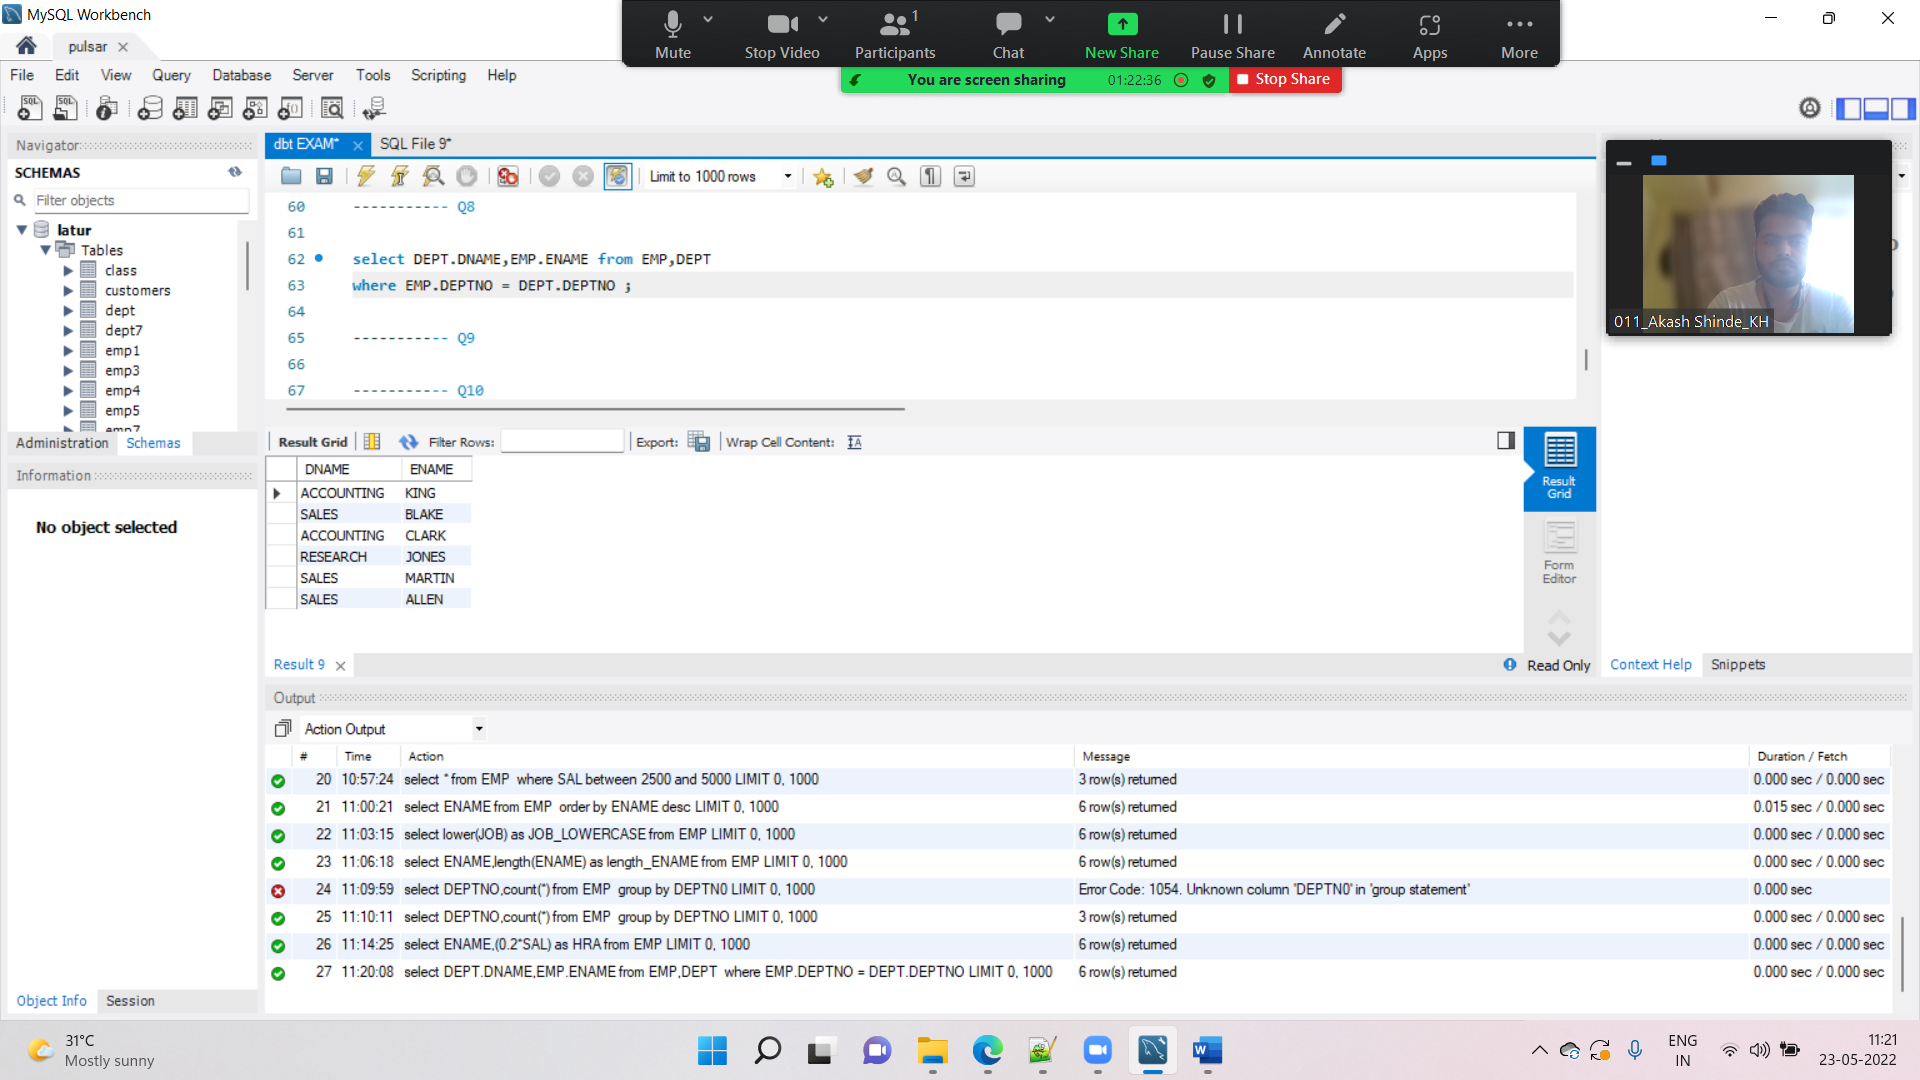 MySQL Workbench
Mute
Stop Video
1
Participants
Chat
New Share
Pause Share
Annotate
Apps
More
You are screen sharing
01:22:36
Stop Share
pulsar
File Edit View Query Database Server Tools Scripting Help
Navigator
SCHEMAS
Filter objects
latur
Tables
class
customers
dept
dept7
emp1
emp3
emp4
emp5
emp7
Administration Schemas
Information
No object selected
Object Info Session
dbt EXAM* SQL File 9*
Limit to 1000 rows
60 ----------- Q8
61
62 select DEPT.DNAME,EMP.ENAME from EMP,DEPT
63 where EMP.DEPTNO = DEPT.DEPTNO ;
64
65 ----------- Q9
66
67 ----------- Q10
011_Akash Shinde_KH
Result Grid Filter Rows: Export: Wrap Cell Content:
DNAME ENAME
ACCOUNTING KING
SALES BLAKE
ACCOUNTING CLARK
RESEARCH JONES
SALES MARTIN
SALES ALLEN
Result
Grid
Form
Editor
Result 9
Read Only
Context Help Snippets
Output
Action Output
# Time Action Message Duration / Fetch
20 10:57:24 select * from EMP where SAL between 2500 and 5000 LIMIT 0, 1000 3 row(s) returned 0.000 sec / 0.000 sec
21 11:00:21 select ENAME from EMP order by ENAME desc LIMIT 0, 1000 6 row(s) returned 0.015 sec / 0.000 sec
22 11:03:15 select lower(JOB) as JOB_LOWERCASE from EMP LIMIT 0, 1000 6 row(s) returned 0.000 sec / 0.000 sec
23 11:06:18 select ENAME,length(ENAME) as length_ENAME from EMP LIMIT 0, 1000 6 row(s) returned 0.000 sec / 0.000 sec
24 11:09:59 select DEPTNO,count(*) from EMP group by DEPTN0 LIMIT 0, 1000 Error Code: 1054. Unknown column 'DEPTN0' in 'group statement' 0.000 sec
25 11:10:11 select DEPTNO,count(*) from EMP group by DEPTNO LIMIT 0, 1000 3 row(s) returned 0.000 sec / 0.000 sec
26 11:14:25 select ENAME,(0.2*SAL) as HRA from EMP LIMIT 0, 1000 6 row(s) returned 0.000 sec / 0.000 sec
27 11:20:08 select DEPT.DNAME,EMP.ENAME from EMP,DEPT where EMP.DEPTNO = DEPT.DEPTNO LIMIT 0, 1000 6 row(s) returned 0.000 sec / 0.000 sec
31°C
Mostly sunny
ENG
IN
11:21
23-05-2022